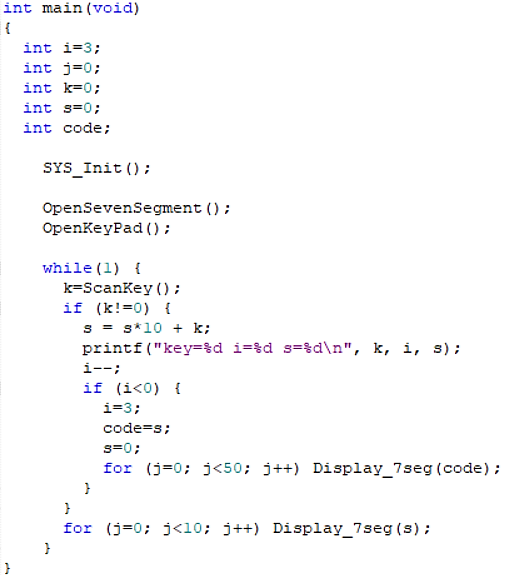 int main(void)
{
  int i=3;
  int j=0;
  int k=0;
  int s=0;
  int code;

    SYS_Init();

    OpenSevenSegment();
    OpenKeyPad();

    while(1) {
      k=ScanKey();
      if (k!=0) {
        s = s*10 + k;
        printf("key=%d i=%d s=%d\n", k, i, s);
        i--;
        if (i<0) {
          i=3;
          code=s;
          s=0;
          for (j=0; j<50; j++) Display_7seg(code);
        }
      }
      for (j=0; j<10; j++) Display_7seg(s);
    }
}